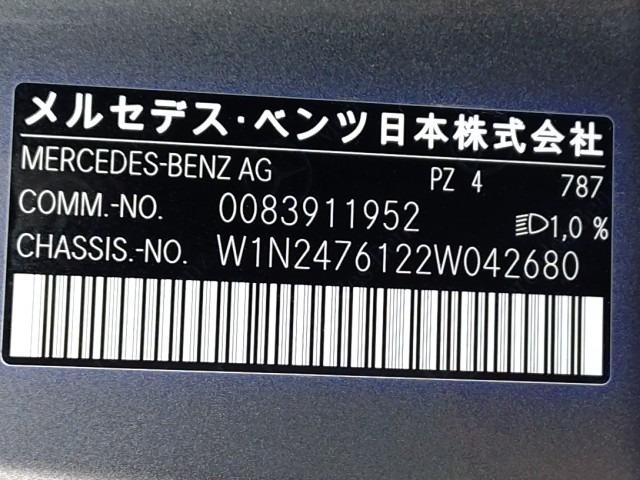 メルセデス・ベンツ日本株式会社
MERCEDES-BENZ AG PZ 4 787
COMM.-NO. 0083911952 1,0 %
CHASSIS.-NO. W1N2476122W042680